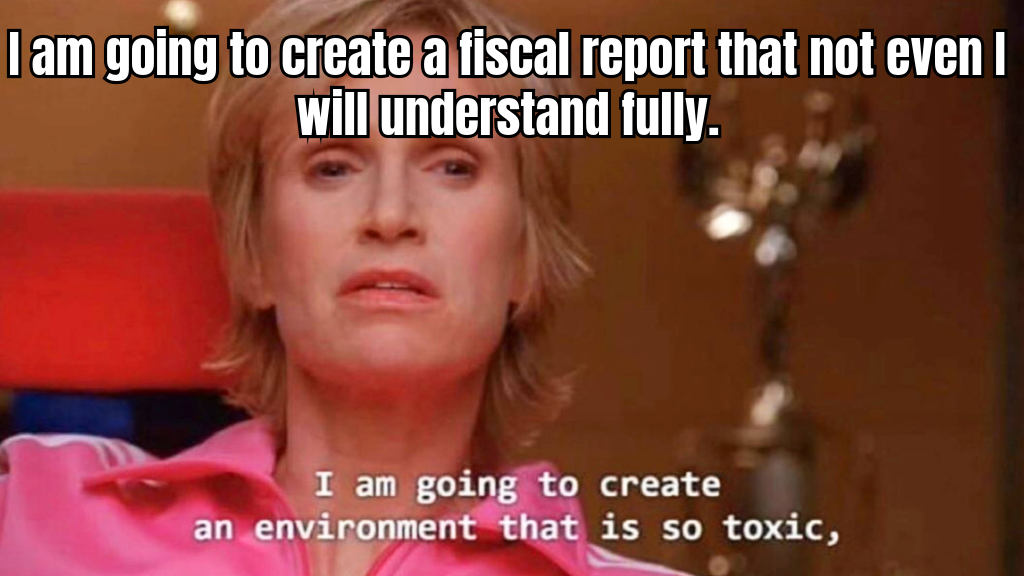 I am going to create a fiscal report that not even I
will understand fully.
I am going to create
an environment that is so toxic,